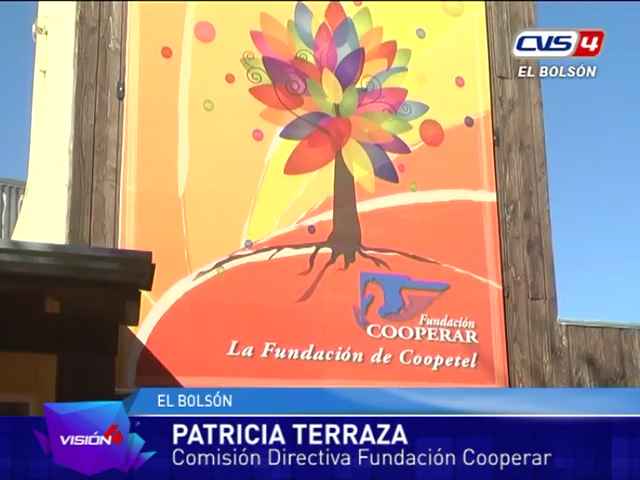 CVS4
EL BOLSÓN
Fundación
COOPERAR
La Fundación de Coopetel
EL BOLSÓN
VISIÓN4
PATRICIA TERRAZA
Comisión Directiva Fundación Cooperar